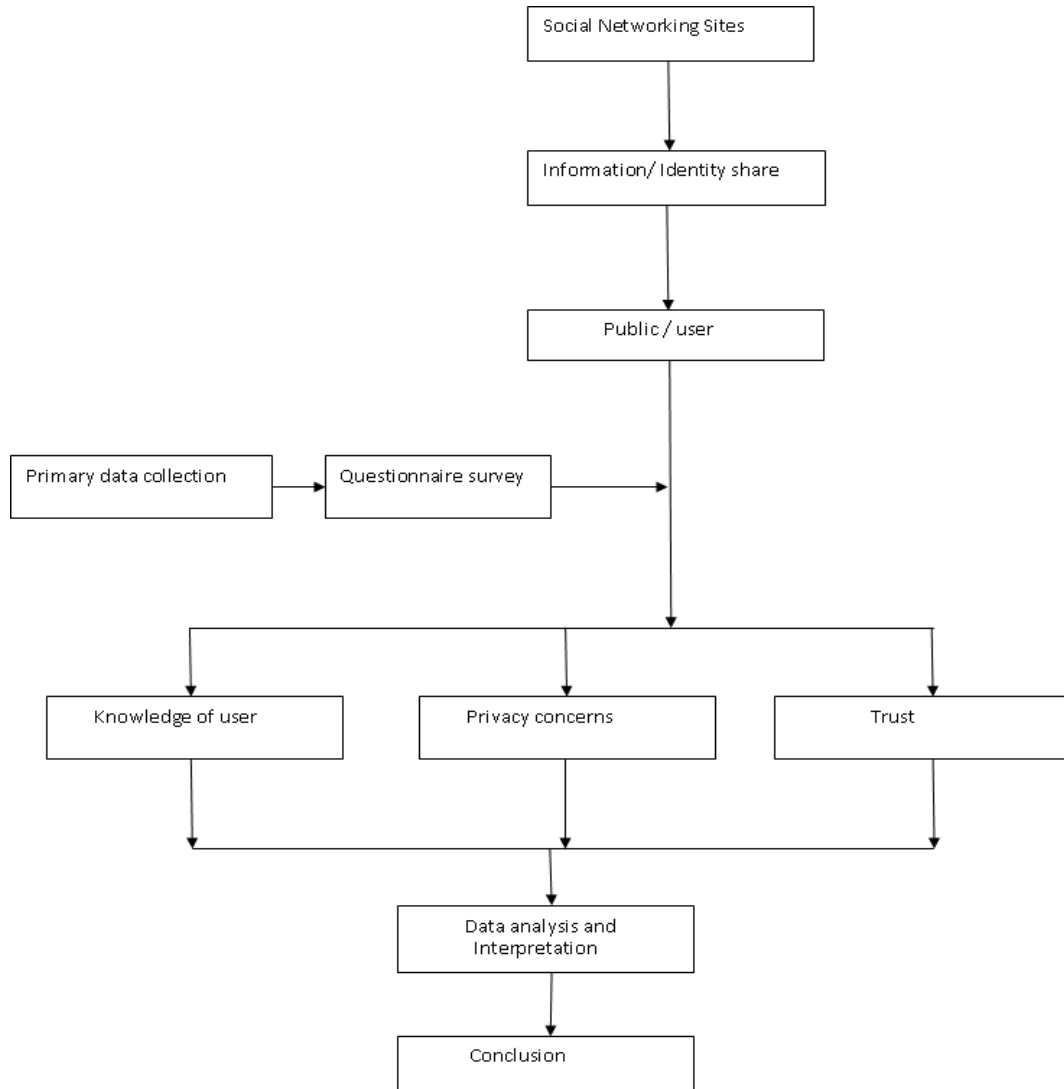 Social Networking Sites
Information/ Identity share
Public / user
Primary data collection
Questionnaire survey
Knowledge of user
Privacy concerns
Trust
Data analysis and
Interpretation
Conclusion